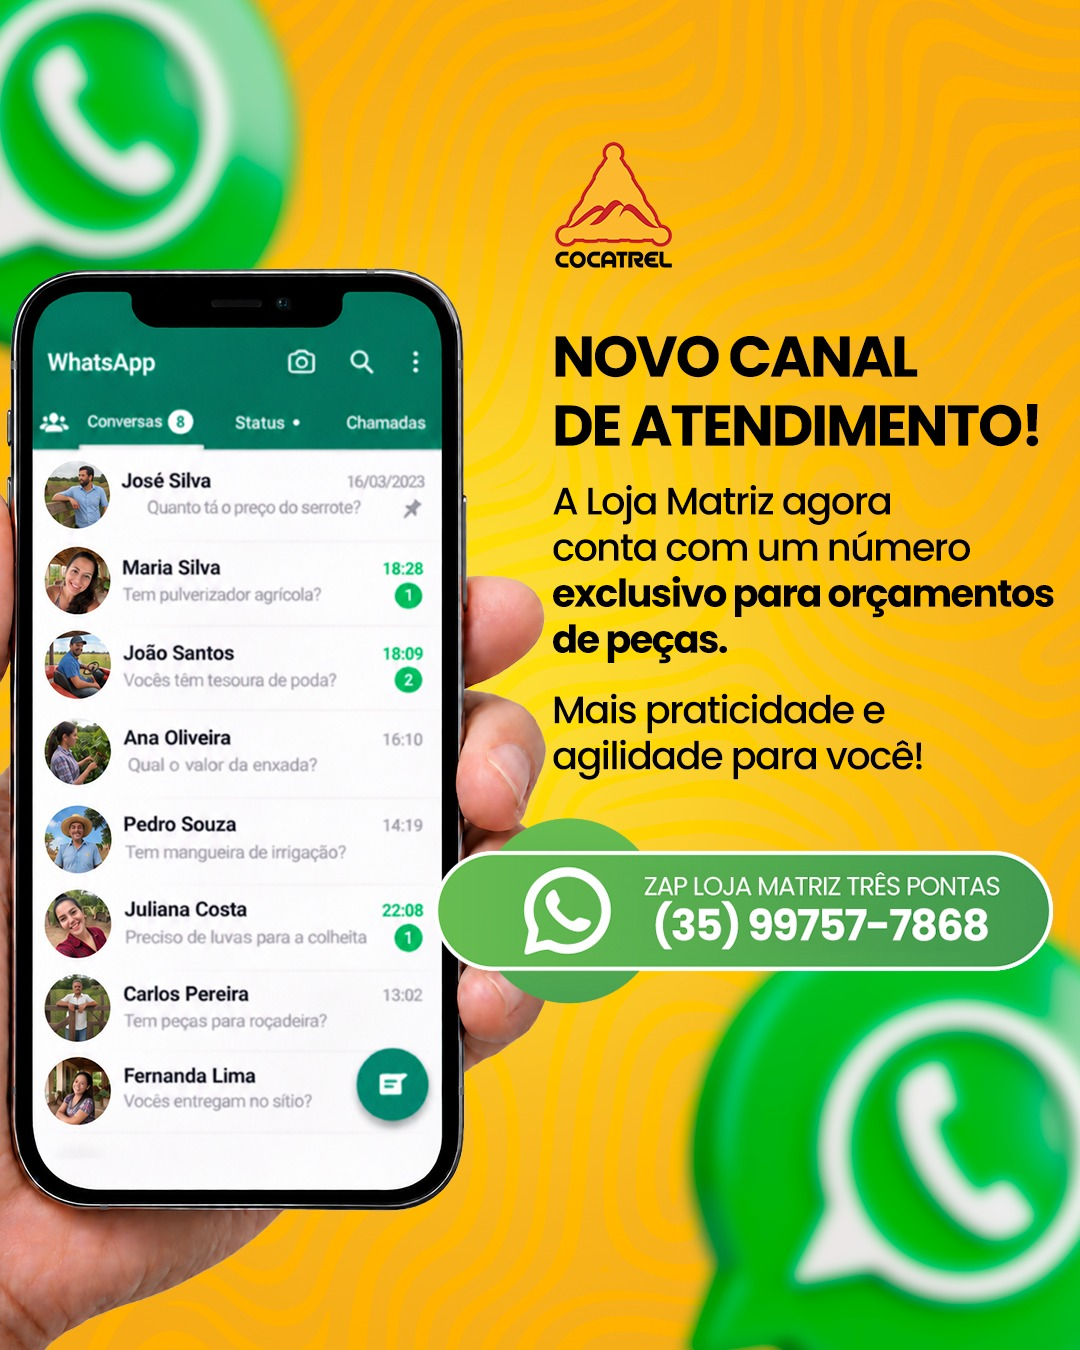 COCATREL
NOVO CANAL
DE ATENDIMENTO!
A Loja Matriz agora
conta com um número
exclusivo para orçamentos
de peças.
Mais praticidade e
agilidade para você!
ZAP LOJA MATRIZ TRÊS PONTAS
(35) 99757-7868
WhatsApp
Conversas 8 Status • Chamadas
José Silva 16/03/2023
Quanto tá o preço do serrote?
Maria Silva 18:28
Tem pulverizador agrícola? 1
João Santos 18:09
Vocês têm tesoura de poda? 2
Ana Oliveira 16:10
Qual o valor da enxada?
Pedro Souza 14:19
Tem mangueira de irrigação?
Juliana Costa 22:08
Preciso de luvas para a colheita 1
Carlos Pereira 13:02
Tem peças para roçadeira?
Fernanda Lima
Vocês entregam no sítio?